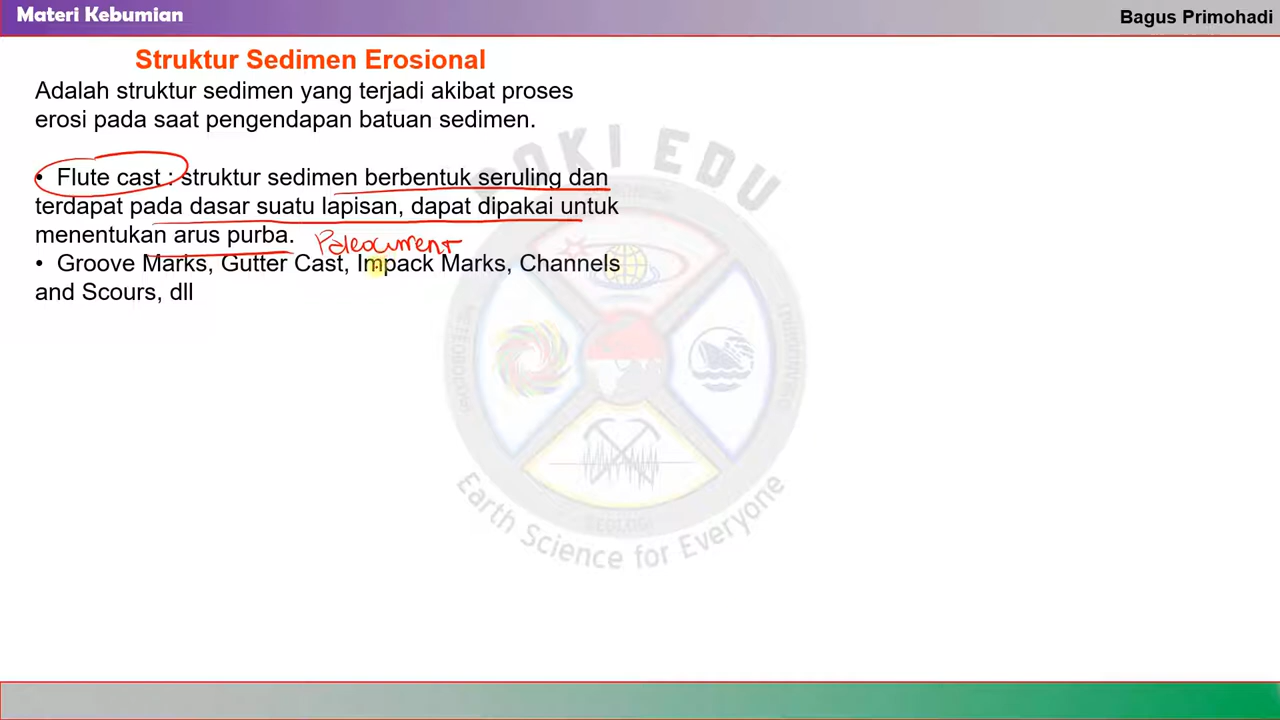 Materi Kebumian
Bagus Primohadi
Struktur Sedimen Erosional
Adalah struktur sedimen yang terjadi akibat proses
erosi pada saat pengendapan batuan sedimen.
• Flute cast : struktur sedimen berbentuk seruling dan
terdapat pada dasar suatu lapisan, dapat dipakai untuk
menentukan arus purba.
Paleocurrent
• Groove Marks, Gutter Cast, Impack Marks, Channels
and Scours, dll
EDU
GEOLOGI
Earth Science for Everyone